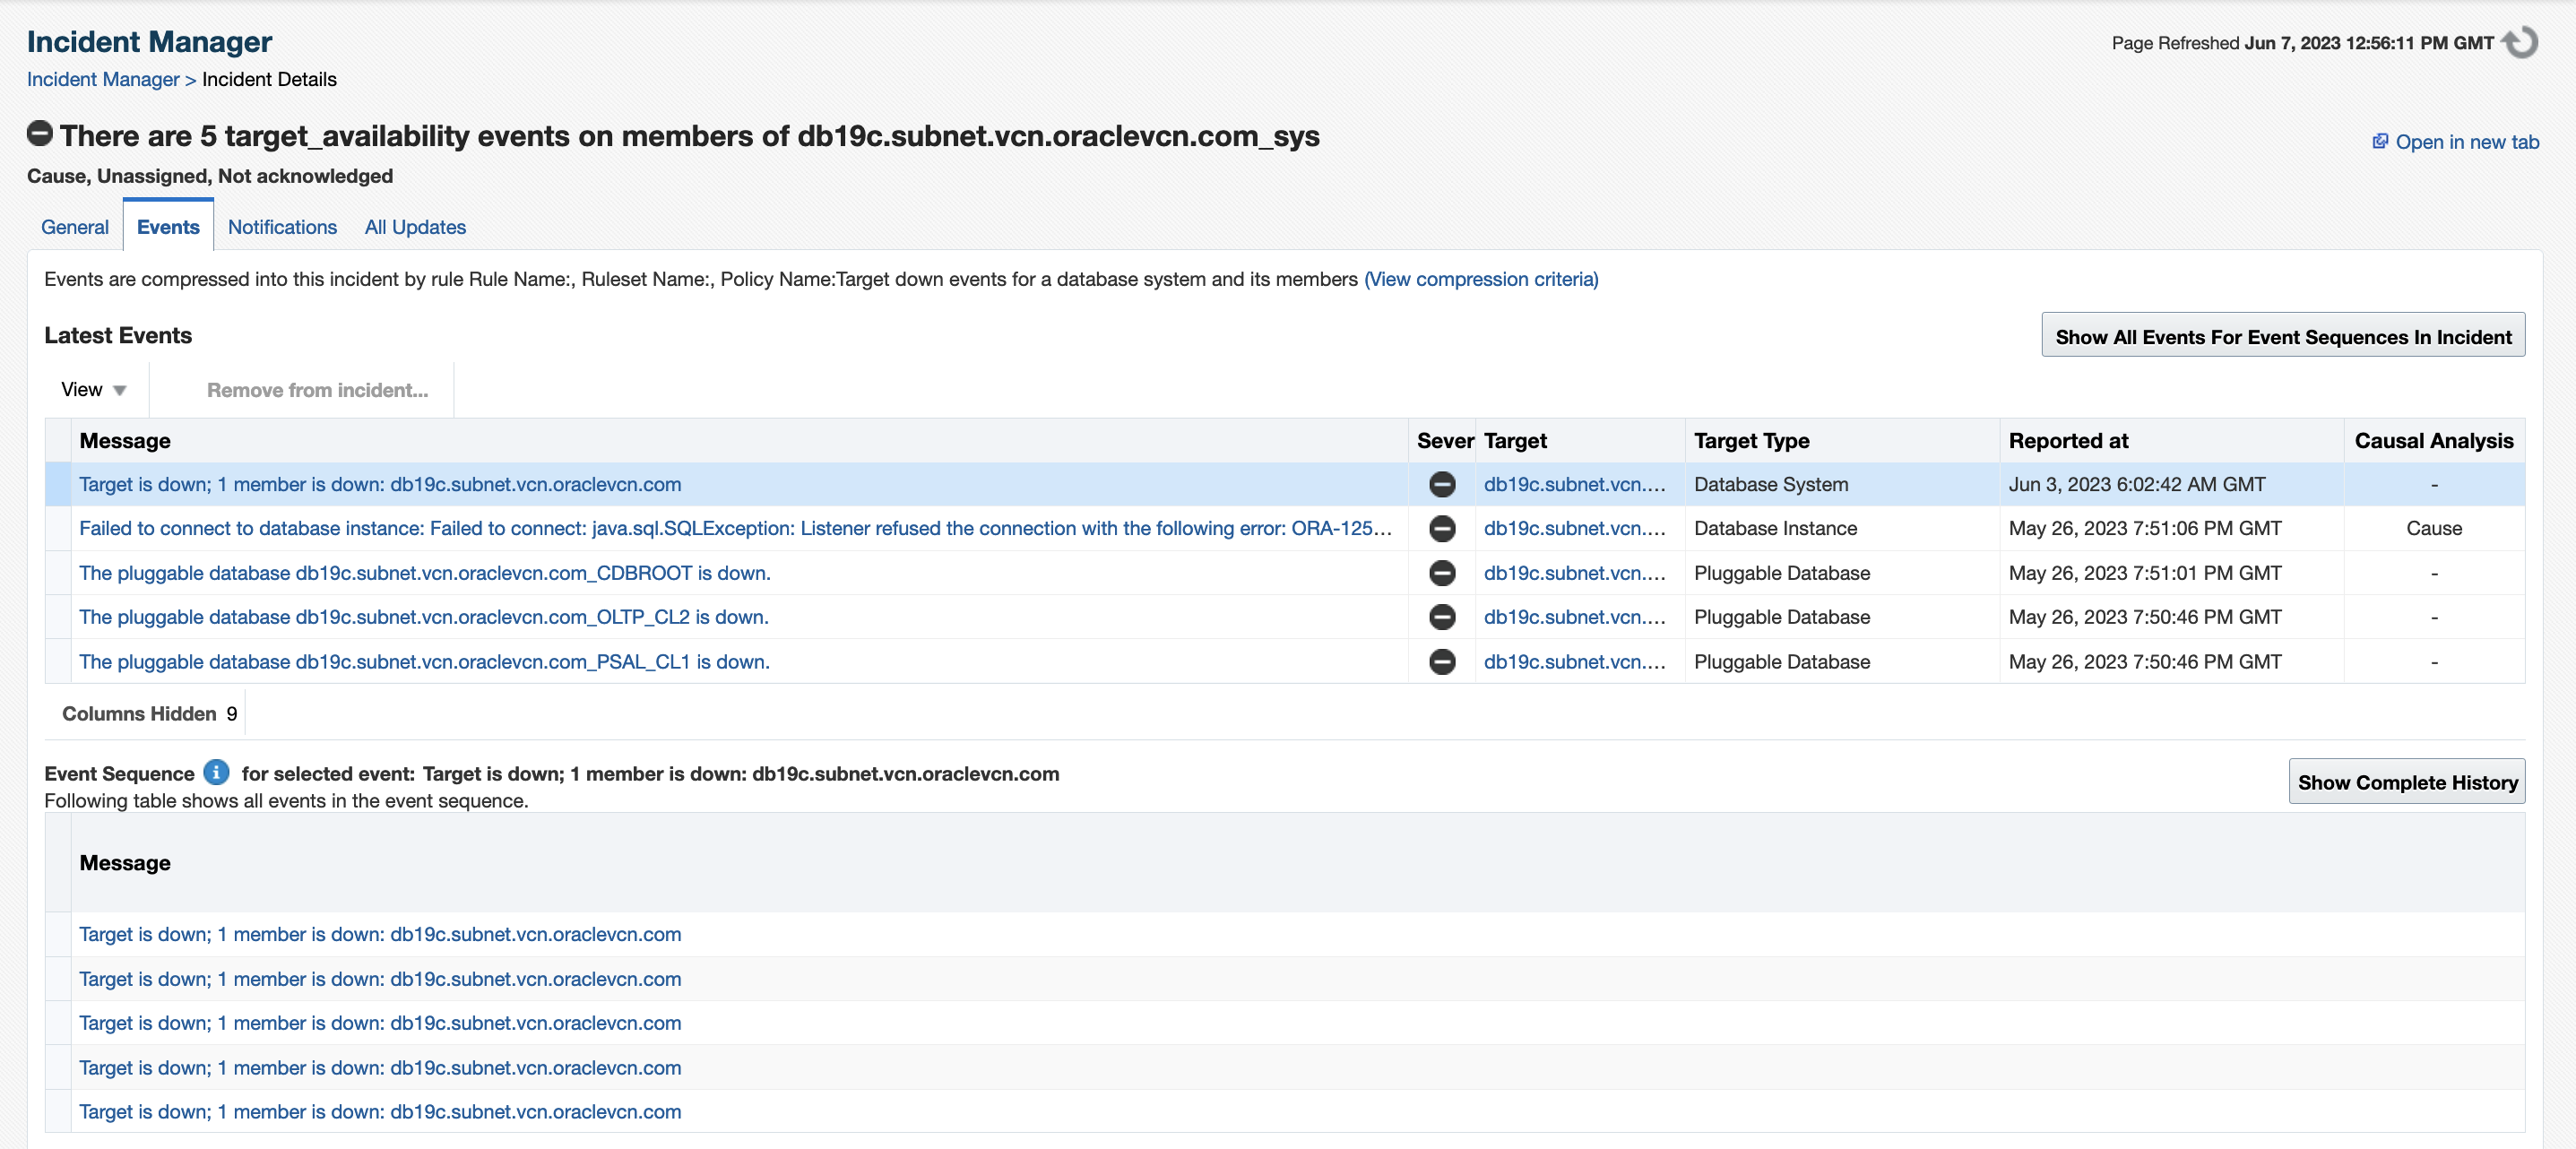 Incident Manager
Page Refreshed Jun 7, 2023 12:56:11 PM GMT
Incident Manager > Incident Details
There are 5 target_availability events on members of db19c.subnet.vcn.oraclevcn.com_sys
Open in new tab
Cause, Unassigned, Not acknowledged
General Events Notifications All Updates
Events are compressed into this incident by rule Rule Name:, Ruleset Name:, Policy Name:Target down events for a database system and its members (View compression criteria)
Latest Events
Show All Events For Event Sequences In Incident
View Remove from incident...
Message Sever Target Target Type Reported at Causal Analysis
Target is down; 1 member is down: db19c.subnet.vcn.oraclevcn.com db19c.subnet.vcn.... Database System Jun 3, 2023 6:02:42 AM GMT -
Failed to connect to database instance: Failed to connect: java.sql.SQLException: Listener refused the connection with the following error: ORA-125... db19c.subnet.vcn.... Database Instance May 26, 2023 7:51:06 PM GMT Cause
The pluggable database db19c.subnet.vcn.oraclevcn.com_CDBROOT is down. db19c.subnet.vcn.... Pluggable Database May 26, 2023 7:51:01 PM GMT -
The pluggable database db19c.subnet.vcn.oraclevcn.com_OLTP_CL2 is down. db19c.subnet.vcn.... Pluggable Database May 26, 2023 7:50:46 PM GMT -
The pluggable database db19c.subnet.vcn.oraclevcn.com_PSAL_CL1 is down. db19c.subnet.vcn.... Pluggable Database May 26, 2023 7:50:46 PM GMT -
Columns Hidden 9
Event Sequence i for selected event: Target is down; 1 member is down: db19c.subnet.vcn.oraclevcn.com
Show Complete History
Following table shows all events in the event sequence.
Message
Target is down; 1 member is down: db19c.subnet.vcn.oraclevcn.com
Target is down; 1 member is down: db19c.subnet.vcn.oraclevcn.com
Target is down; 1 member is down: db19c.subnet.vcn.oraclevcn.com
Target is down; 1 member is down: db19c.subnet.vcn.oraclevcn.com
Target is down; 1 member is down: db19c.subnet.vcn.oraclevcn.com